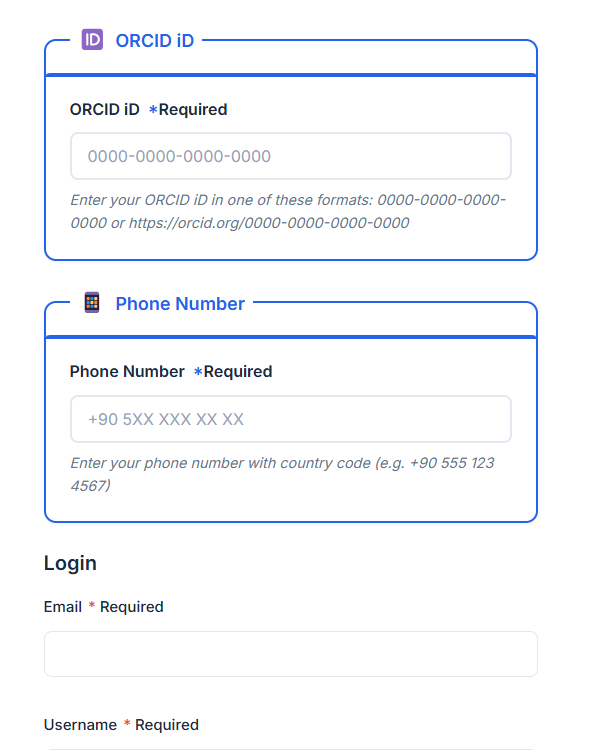 🆔 ORCID iD
ORCID iD *Required
0000-0000-0000-0000
Enter your ORCID iD in one of these formats: 0000-0000-0000-
0000 or https://orcid.org/0000-0000-0000-0000
Phone Number
Phone Number *Required
+90 5XX XXX XX XX
Enter your phone number with country code (e.g. +90 555 123
4567)
Login
Email * Required
Username * Required